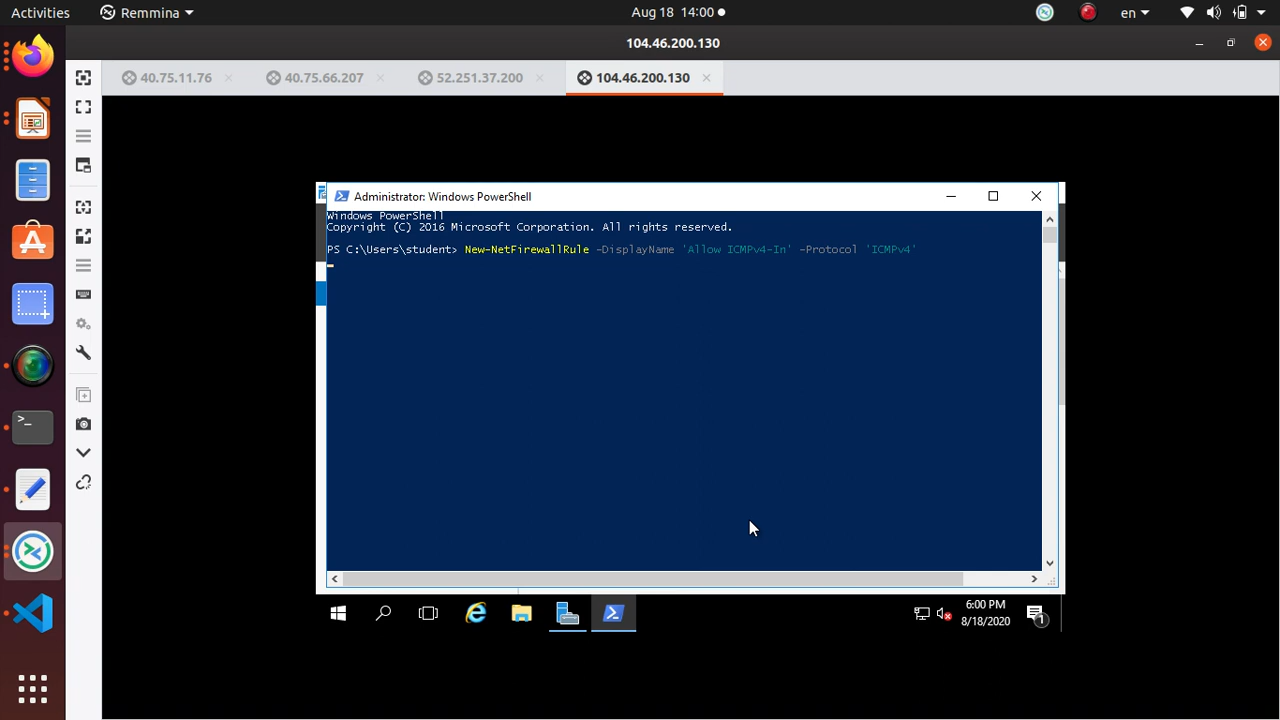 Activities
Remmina
Aug 18 14:00
en
104.46.200.130
40.75.11.76
40.75.66.207
52.251.37.200
104.46.200.130
Administrator: Windows PowerShell
Windows PowerShell
Copyright (C) 2016 Microsoft Corporation. All rights reserved.
PS C:\Users\student> New-NetFirewallRule -DisplayName 'Allow ICMPv4-In' -Protocol 'ICMPv4'
6:00 PM
8/18/2020
1